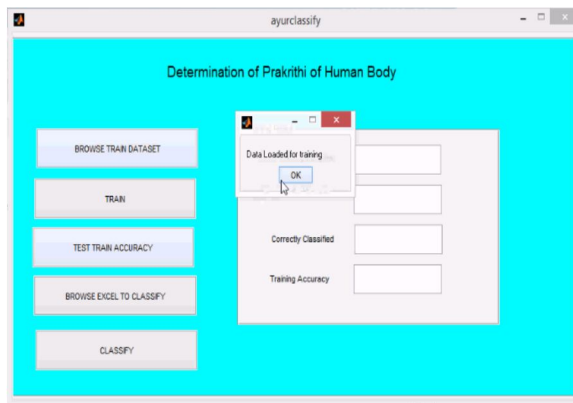 ayurclassify
Determination of Prakrithi of Human Body
BROWSE TRAIN DATASET
TRAIN
TEST TRAIN ACCURACY
BROWSE EXCEL TO CLASSIFY
CLASSIFY
Data Loaded for training
OK
Correctly Classified
Training Accuracy